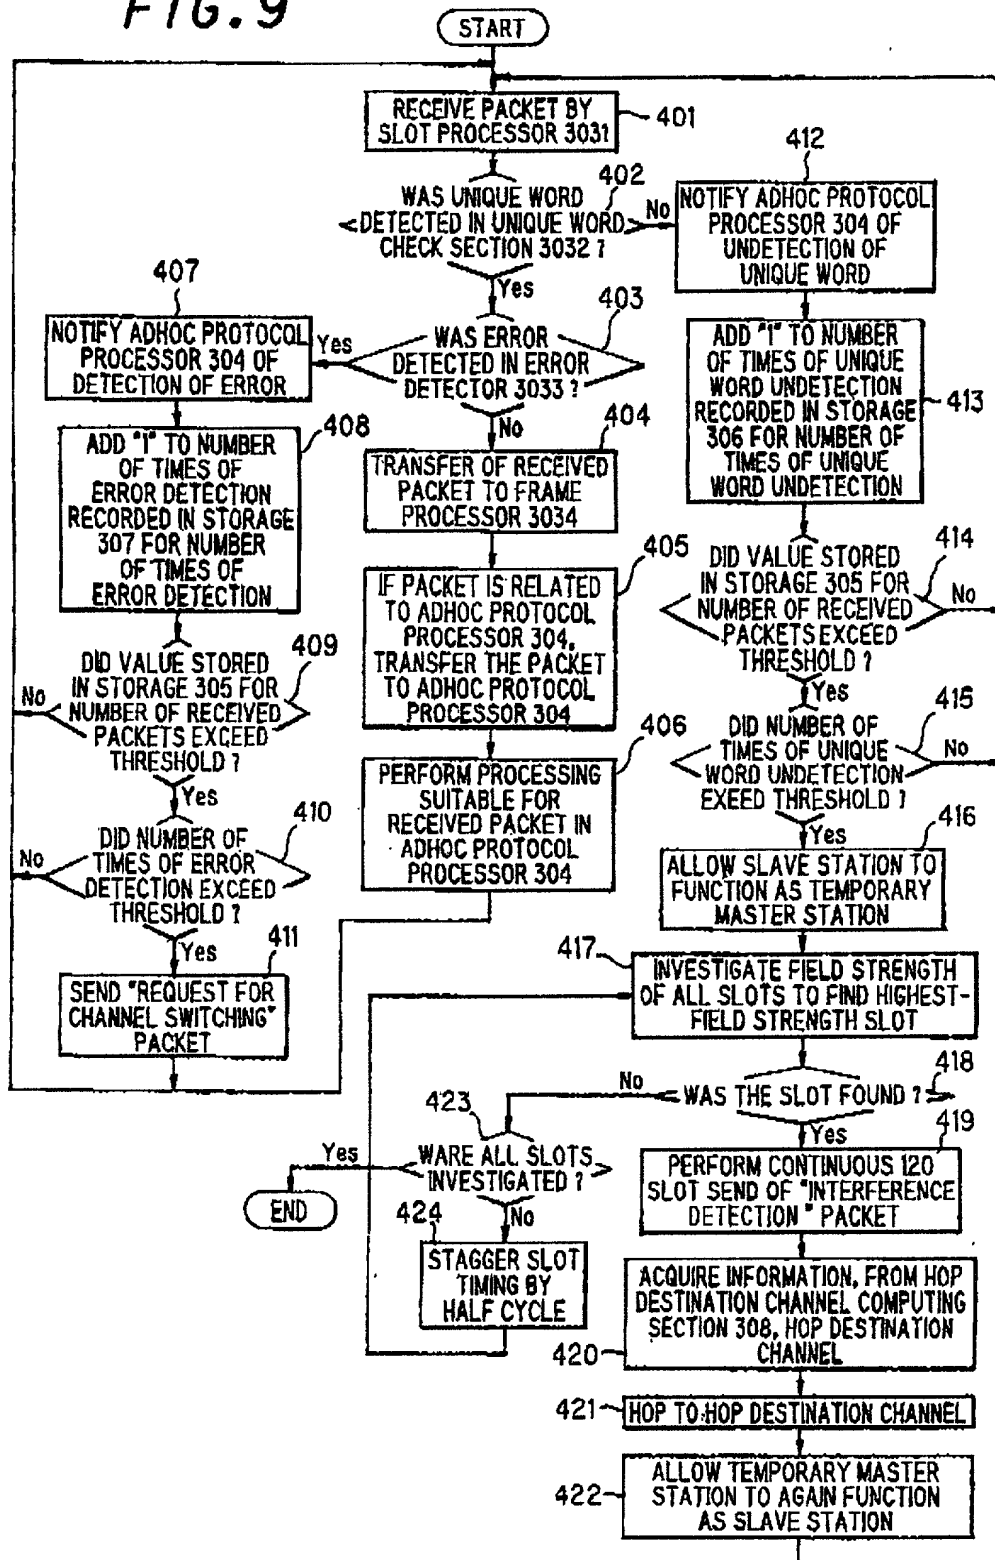 FIG. 9
START
RECEIVE PACKET BY
SLOT PROCESSOR 3031
401
WAS UNIQUE WORD
DETECTED IN UNIQUE WORD
CHECK SECTION 3032 ?
402
No
Yes
412
NOTIFY ADHOC PROTOCOL
PROCESSOR 304 OF
UNDETECTION OF
UNIQUE WORD
403
WAS ERROR
DETECTED IN ERROR
DETECTOR 3033 ?
Yes
No
407
NOTIFY ADHOC PROTOCOL
PROCESSOR 304 OF
DETECTION OF ERROR
408
ADD "1" TO NUMBER
OF TIMES OF
ERROR DETECTION
RECORDED IN STORAGE
307 FOR NUMBER
OF TIMES OF
ERROR DETECTION
409
DID VALUE STORED
IN STORAGE 305 FOR
NUMBER OF RECEIVED
PACKETS EXCEED
THRESHOLD ?
No
Yes
410
DID NUMBER OF
TIMES OF ERROR
DETECTION EXCEED
THRESHOLD ?
No
Yes
411
SEND "REQUEST FOR
CHANNEL SWITCHING"
PACKET
404
TRANSFER OF RECEIVED
PACKET TO FRAME
PROCESSOR 3034
405
IF PACKET IS RELATED
TO ADHOC PROTOCOL
PROCESSOR 304,
TRANSFER THE PACKET
TO ADHOC PROTOCOL
PROCESSOR 304
406
PERFORM PROCESSING
SUITABLE FOR
RECEIVED PACKET IN
ADHOC PROTOCOL
PROCESSOR 304
ADD "1" TO NUMBER
OF TIMES OF UNIQUE
WORD UNDETECTION
RECORDED IN STORAGE
306 FOR NUMBER OF
TIMES OF UNIQUE
WORD UNDETECTION
413
414
DID VALUE STORED
IN STORAGE 305 FOR
NUMBER OF RECEIVED
PACKETS EXCEED
THRESHOLD ?
No
Yes
415
DID NUMBER OF
TIMES OF UNIQUE
WORD UNDETECTION
EXEED THRESHOLD ?
No
Yes
416
ALLOW SLAVE STATION TO
FUNCTION AS TEMPORARY
MASTER STATION
417
INVESTIGATE FIELD STRENGTH
OF ALL SLOTS TO FIND HIGHEST-
FIELD STRENGTH SLOT
418
WAS THE SLOT FOUND ?
No
Yes
423
WARE ALL SLOTS
INVESTIGATED ?
Yes
No
END
424
STAGGER SLOT
TIMING BY
HALF CYCLE
419
PERFORM CONTINUOUS 120
SLOT SEND OF "INTERFERENCE
DETECTION " PACKET
ACQUIRE INFORMATION, FROM HOP
DESTINATION CHANNEL COMPUTING
SECTION 308, HOP DESTINATION
CHANNEL
420
421
HOP TO HOP DESTINATION CHANNEL
422
ALLOW TEMPORARY MASTER
STATION TO AGAIN FUNCTION
AS SLAVE STATION